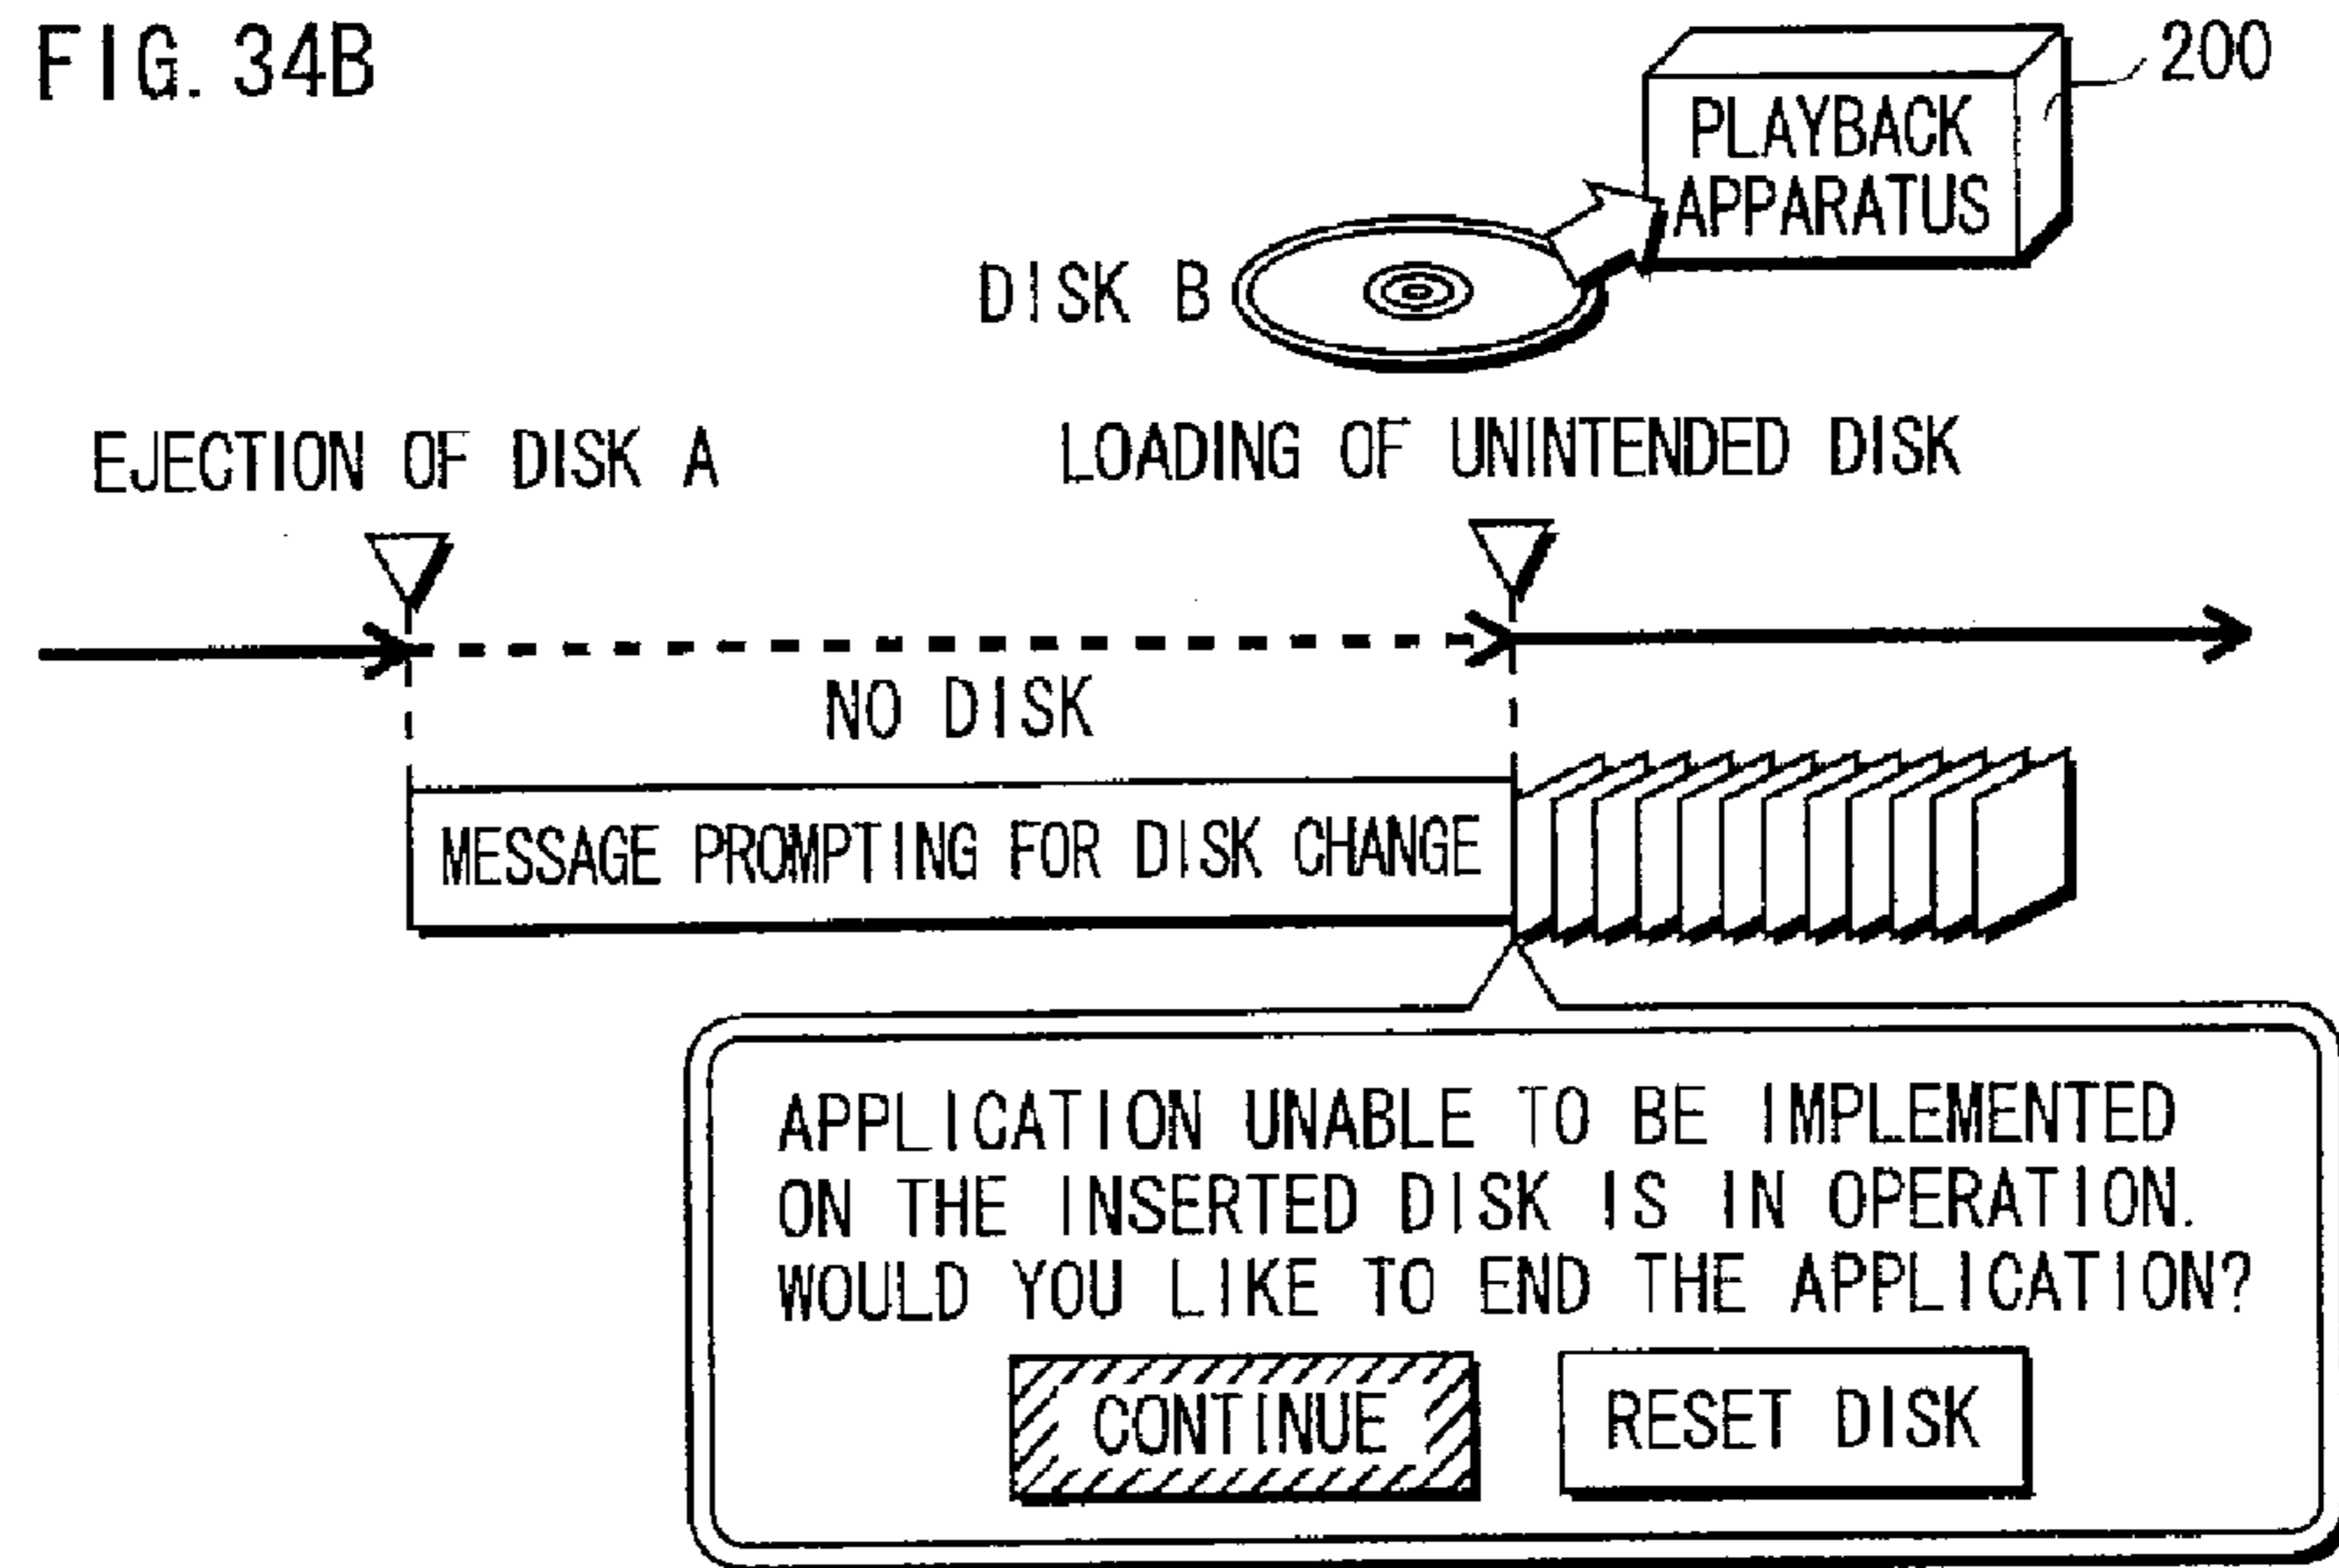 FIG. 34B
200
PLAYBACK
APPARATUS
DISK B
EJECTION OF DISK A
LOADING OF UNINTENDED DISK
NO DISK
MESSAGE PROMPTING FOR DISK CHANGE
APPLICATION UNABLE TO BE IMPLEMENTED
ON THE INSERTED DISK IS IN OPERATION.
WOULD YOU LIKE TO END THE APPLICATION?
CONTINUE
RESET DISK